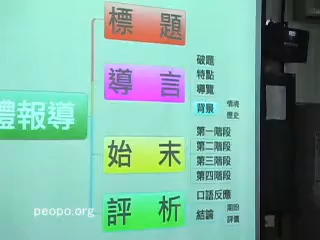 標題
導言
破題
特點
導覽
背景
情境
歷史
體報導
始末
第一階段
第二階段
第三階段
第四階段
評析
口語反應
結論
期盼
評價
peopo.org